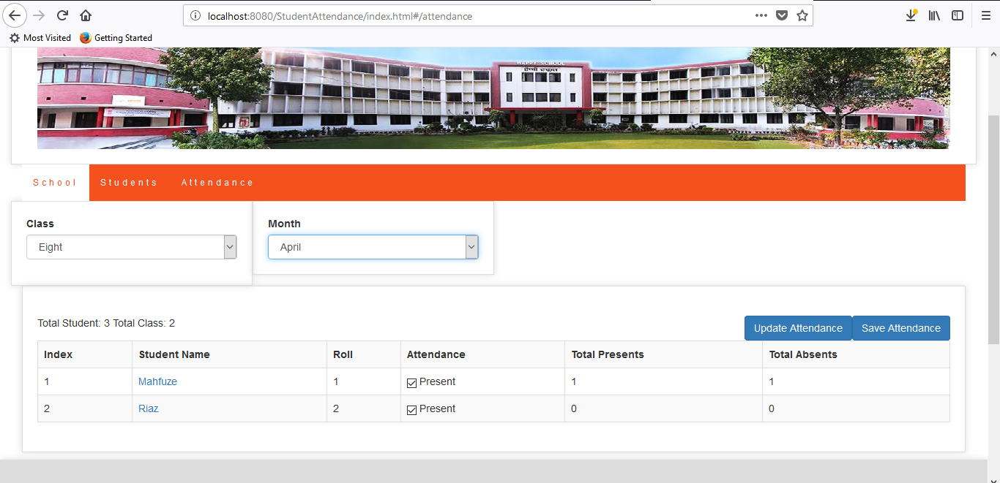 localhost:8080/StudentAttendance/index.html#/attendance
Most Visited Getting Started
HAPPY SCHOOL
हैप्पी स्कूल
School Students Attendance
Class Month
Eight April
Total Student: 3 Total Class: 2 Update Attendance Save Attendance
Index Student Name Roll Attendance Total Presents Total Absents
1 Mahfuze 1 Present 1 1
2 Riaz 2 Present 0 0